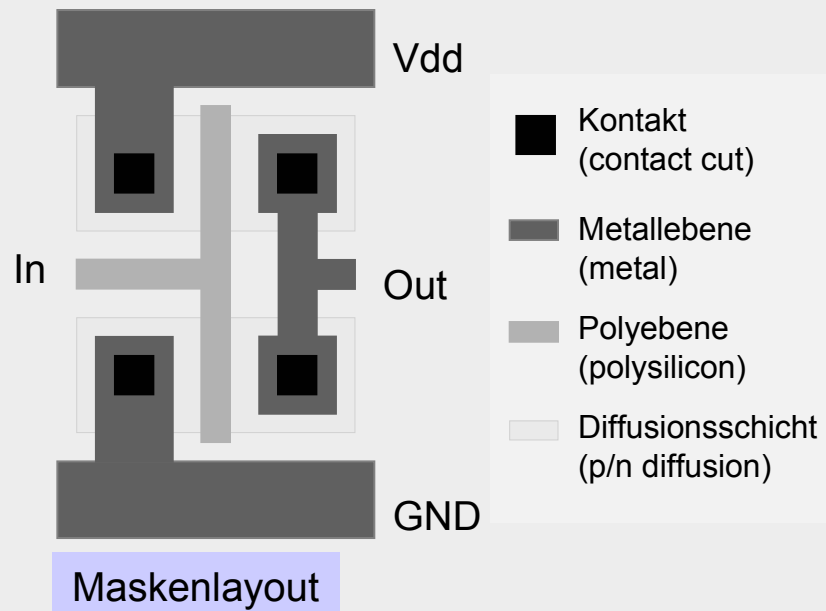 Vdd
Kontakt
(contact cut)
Metallebene
(metal)
In
Out
Polyebene
(polysilicon)
Diffusionsschicht
(p/n diffusion)
GND
Maskenlayout